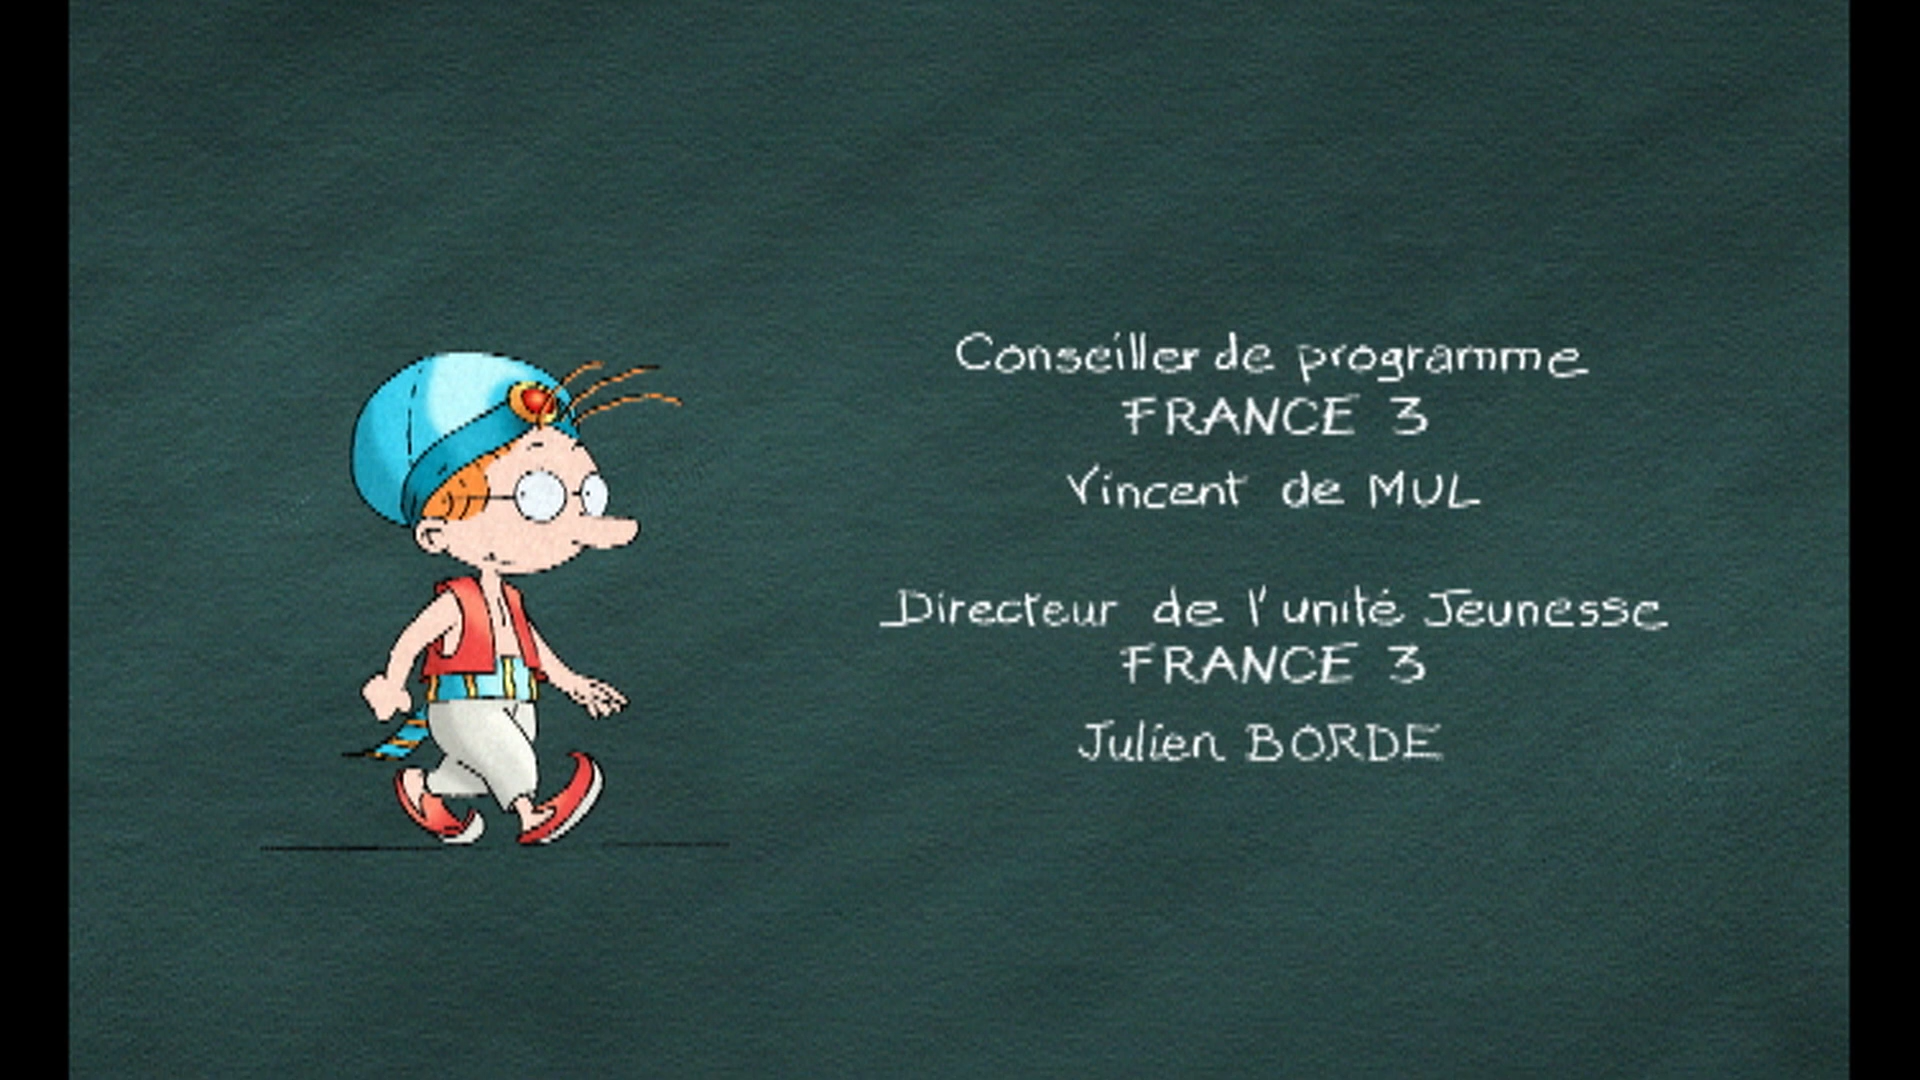 Conseiller de programme
FRANCE 3
Vincent de MUL
Directeur de l'unité Jeunesse
FRANCE 3
Julien BORDE